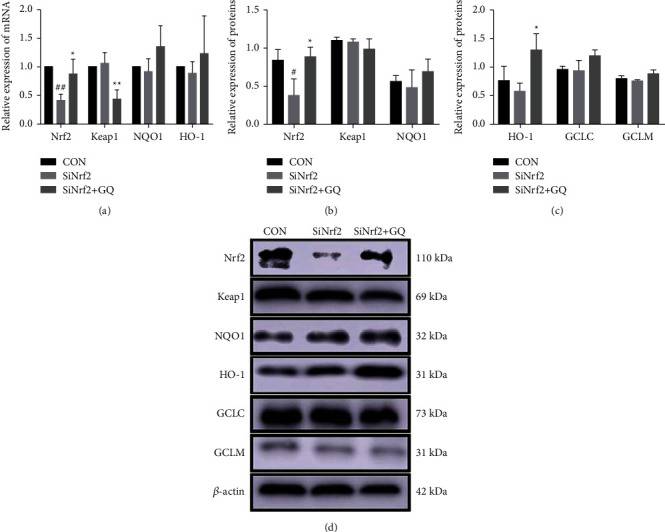 Relative expression of mRNA
2.0
1.5
1.0
0.5
0.0
##
*
**
Nrf2 Keap1 NQO1 HO-1
CON
SiNrf2
SiNrf2+GQ
(a)
Relative expression of proteins
1.5
1.0
0.5
0.0
#
*
Nrf2 Keap1 NQO1
CON
SiNrf2
SiNrf2+GQ
(b)
Relative expression of proteins
2.0
1.5
1.0
0.5
0.0
*
HO-1 GCLC GCLM
CON
SiNrf2
SiNrf2+GQ
(c)
CON SiNrf2 SiNrf2+GQ
Nrf2 110 kDa
Keap1 69 kDa
NQO1 32 kDa
HO-1 31 kDa
GCLC 73 kDa
GCLM 31 kDa
β-actin 42 kDa
(d)